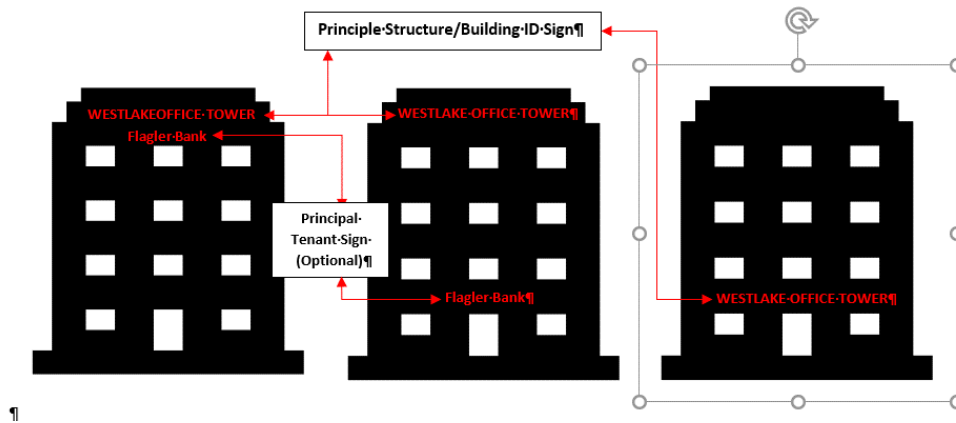 Principle·Structure/Building·ID·Sign¶
WESTLAKEOFFICE·TOWER
Flagler·Bank
WESTLAKE·OFFICE·TOWER¶
Principal·
Tenant·Sign·
(Optional)¶
Flagler·Bank¶
WESTLAKE·OFFICE·TOWER¶
¶